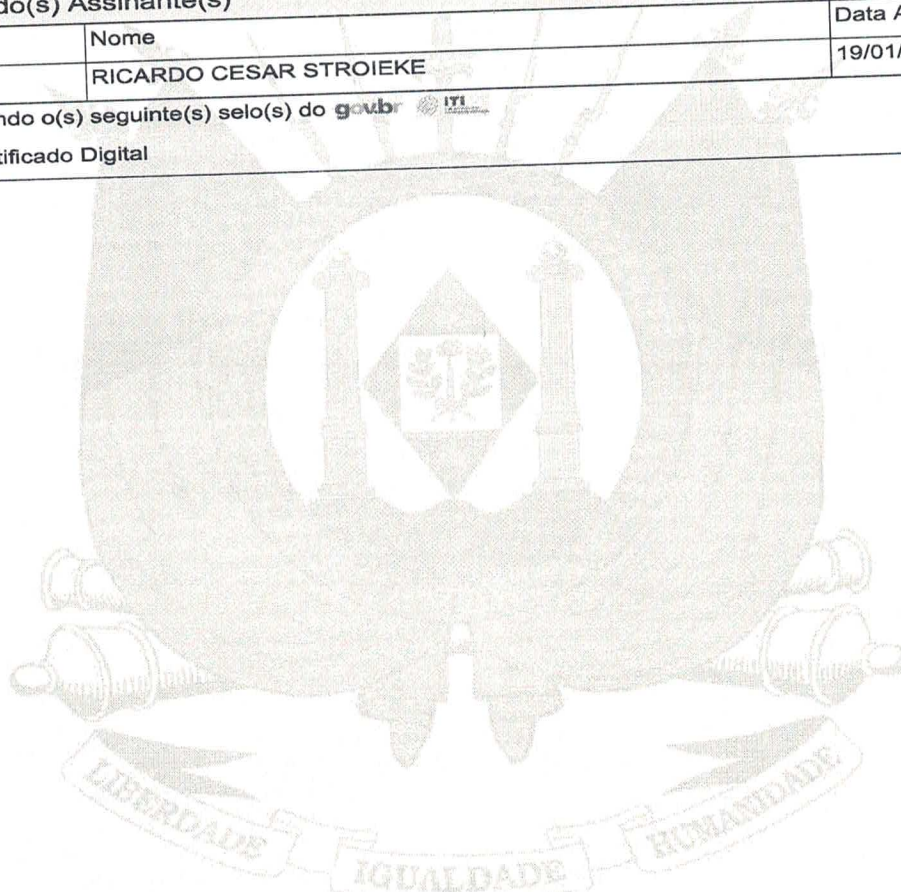 do(s) Assinante(s)
Nome
Data A
RICARDO CESAR STROIEKE
19/01/
ndo o(s) seguinte(s) selo(s) do gov.br ITI
tificado Digital
LIBERDADE
IGUALDADE
HUMANIDADE